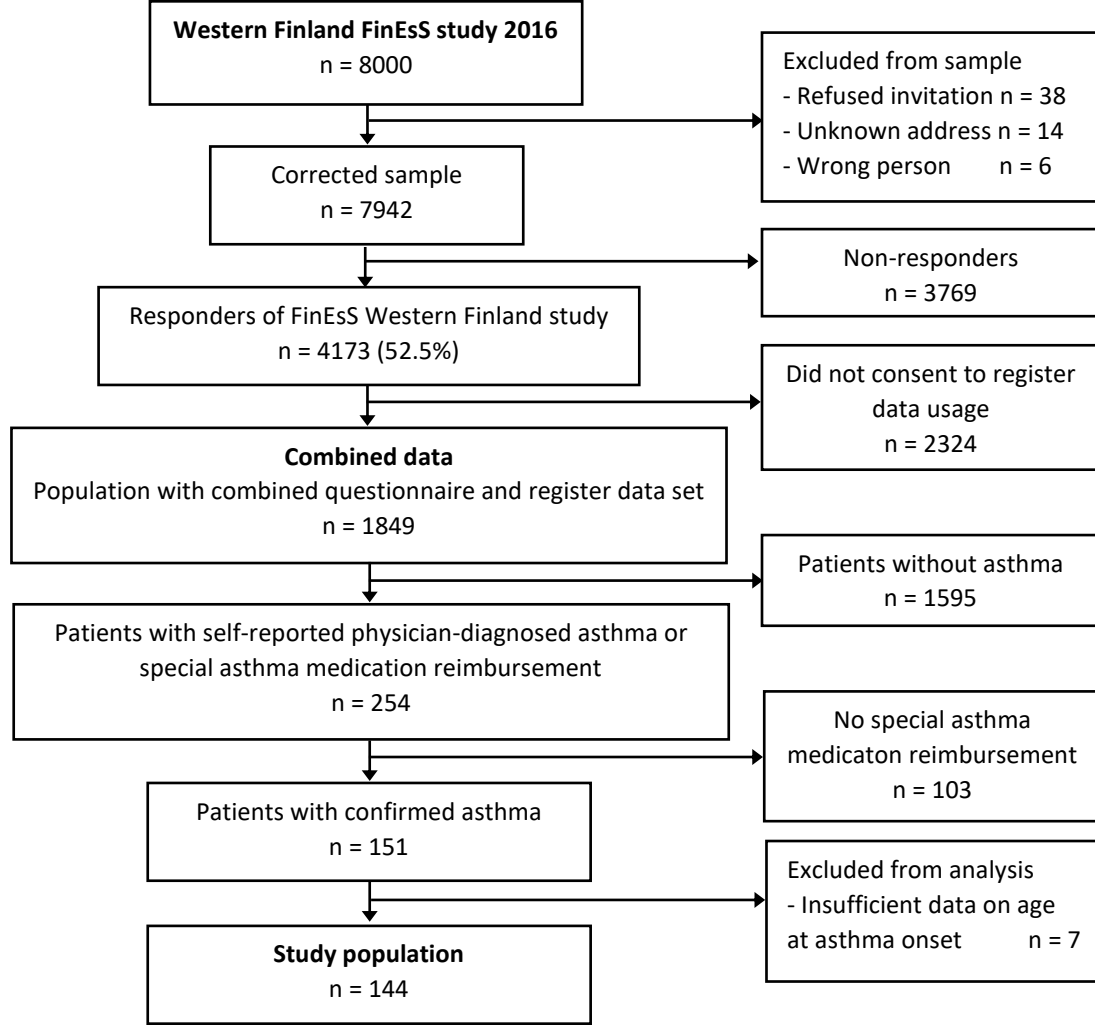 Western Finland FinEsS study 2016
n = 8000
Excluded from sample
- Refused invitation n = 38
- Unknown address n = 14
- Wrong person n = 6
Corrected sample
n = 7942
Non-responders
n = 3769
Responders of FinEsS Western Finland study
n = 4173 (52.5%)
Did not consent to register
data usage
n = 2324
Combined data
Population with combined questionnaire and register data set
n = 1849
Patients without asthma
n = 1595
Patients with self-reported physician-diagnosed asthma or
special asthma medication reimbursement
n = 254
No special asthma
medicaton reimbursement
n = 103
Patients with confirmed asthma
n = 151
Excluded from analysis
- Insufficient data on age
at asthma onset n = 7
Study population
n = 144